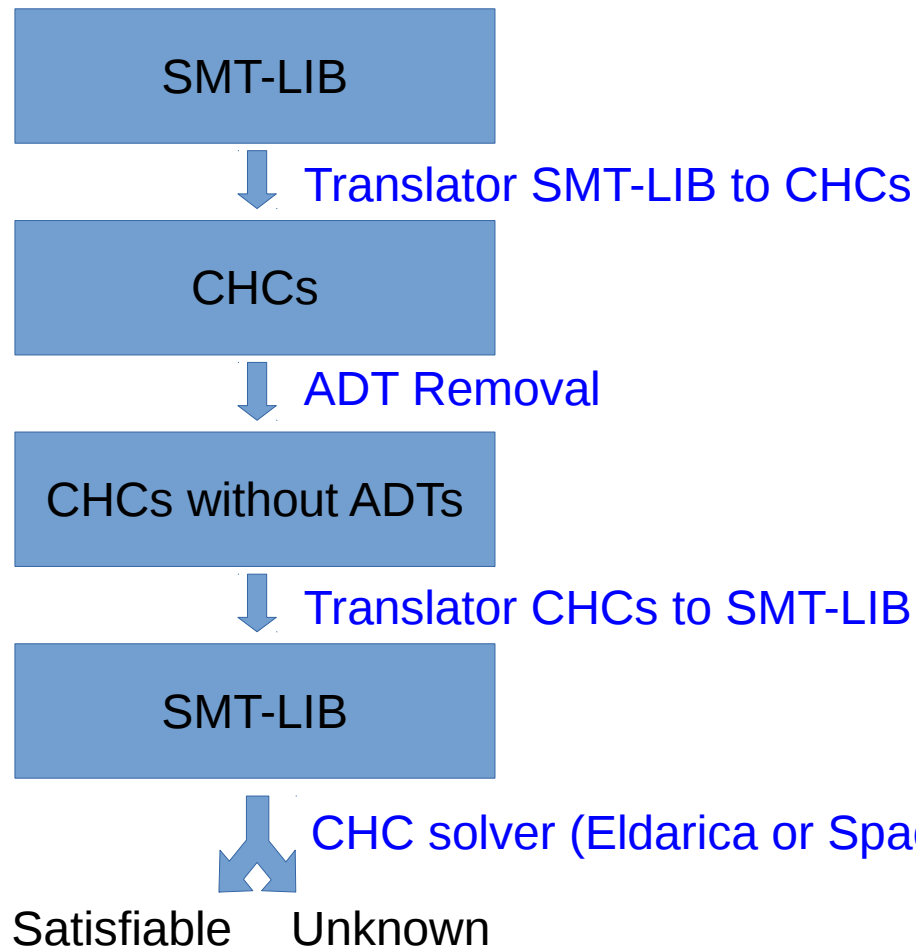 SMT-LIB
Translator SMT-LIB to CHCs
CHCs
ADT Removal
CHCs without ADTs
Translator CHCs to SMT-LIB
SMT-LIB
CHC solver (Eldarica or
Satisfiable Unknown